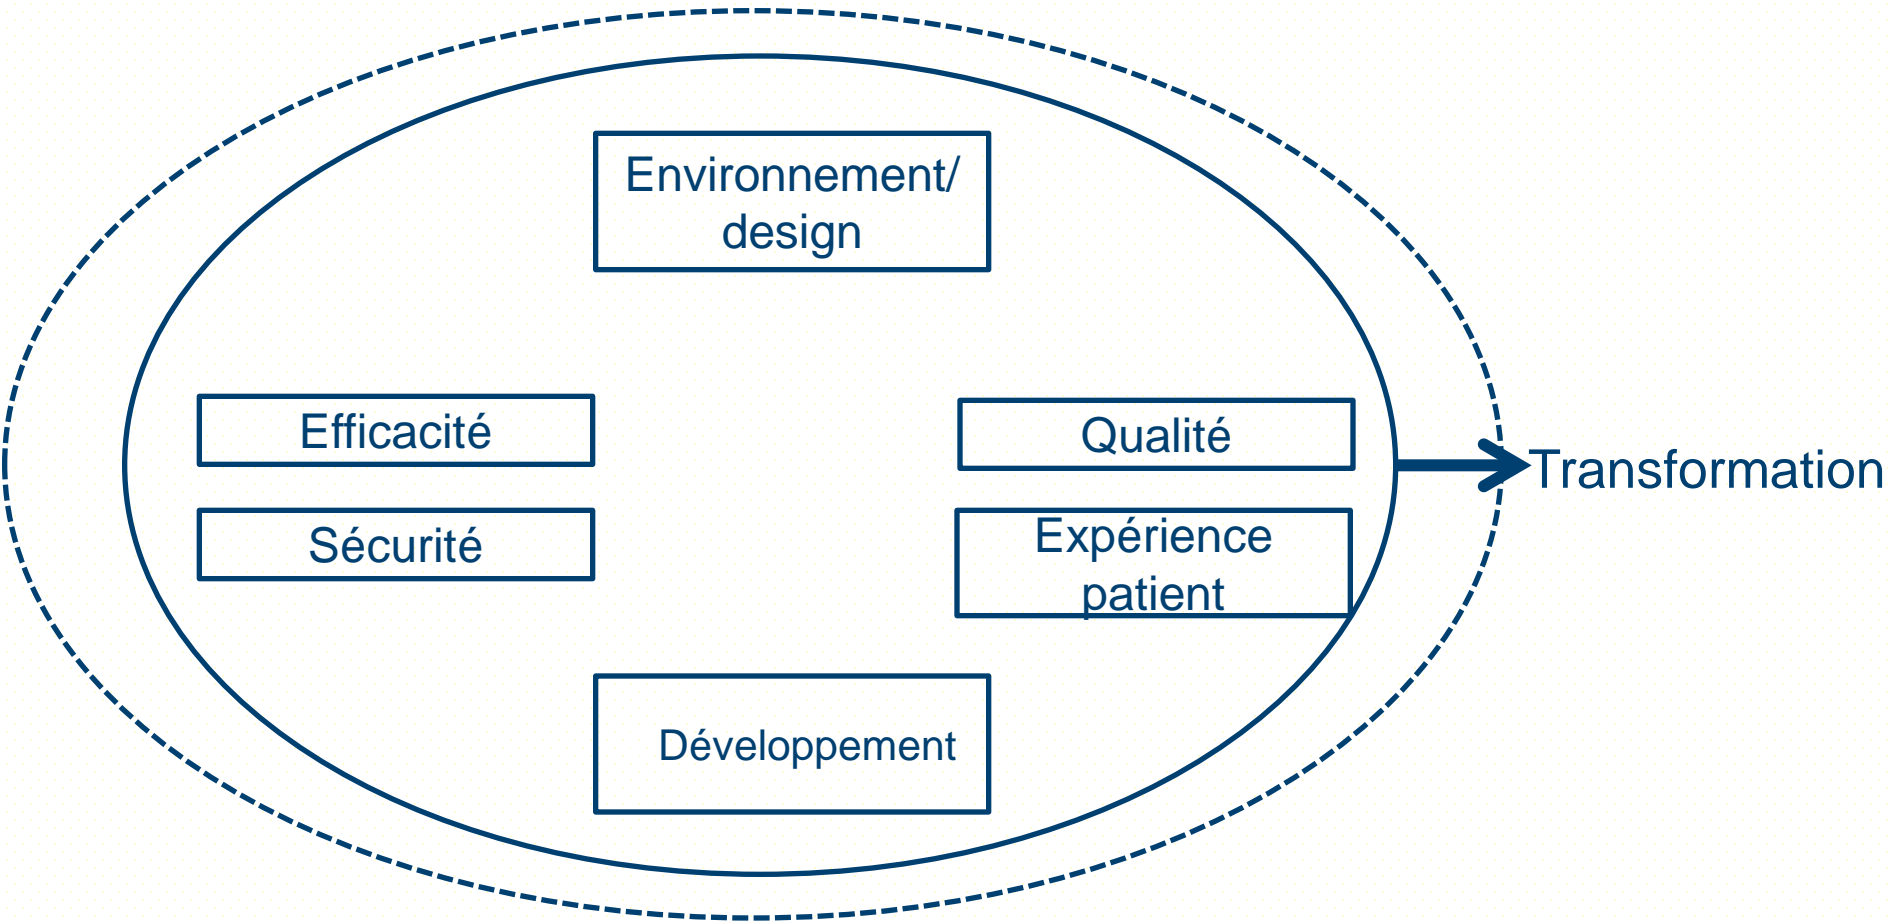 Environnement/
design
Efficacité
Qualité
Transformation
Sécurité
Expérience
patient
Développement